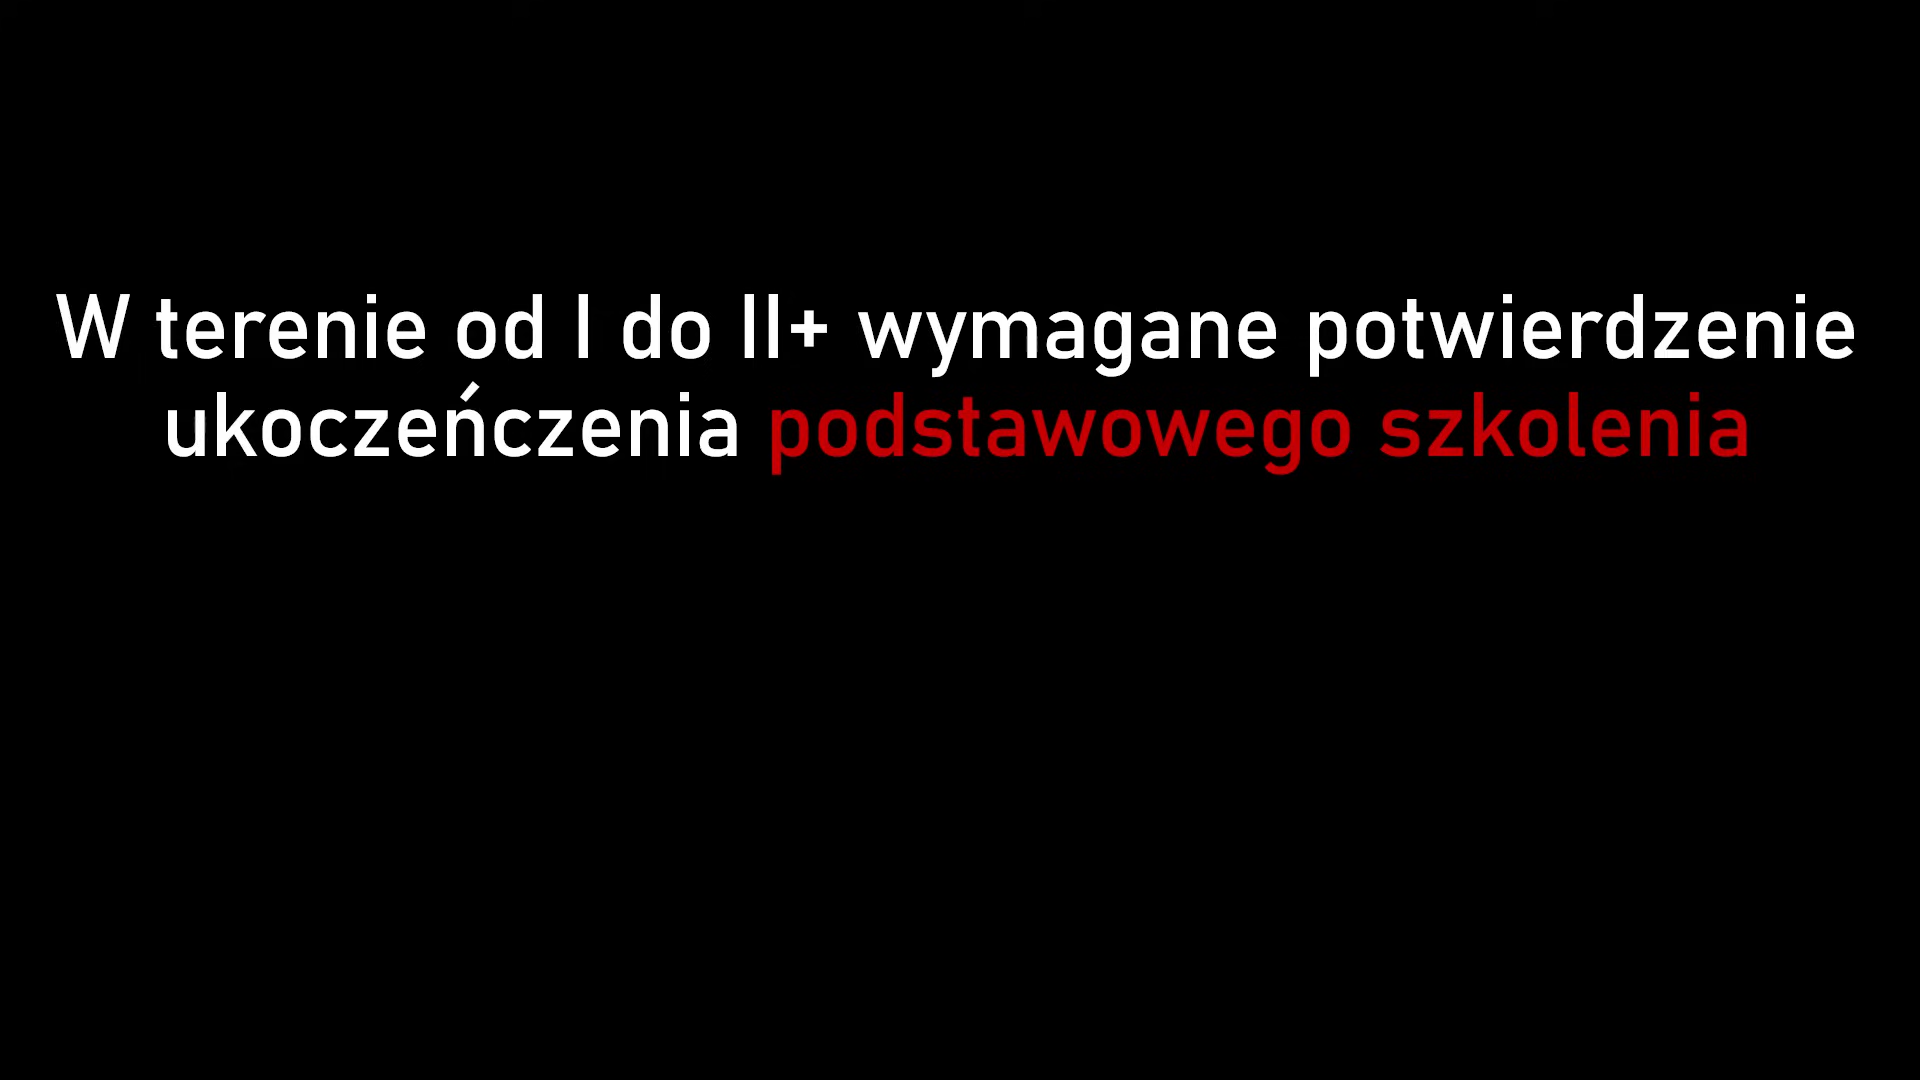 W terenie od I do II+ wymagane potwierdzenie
ukoczeńczenia podstawowego szkolenia